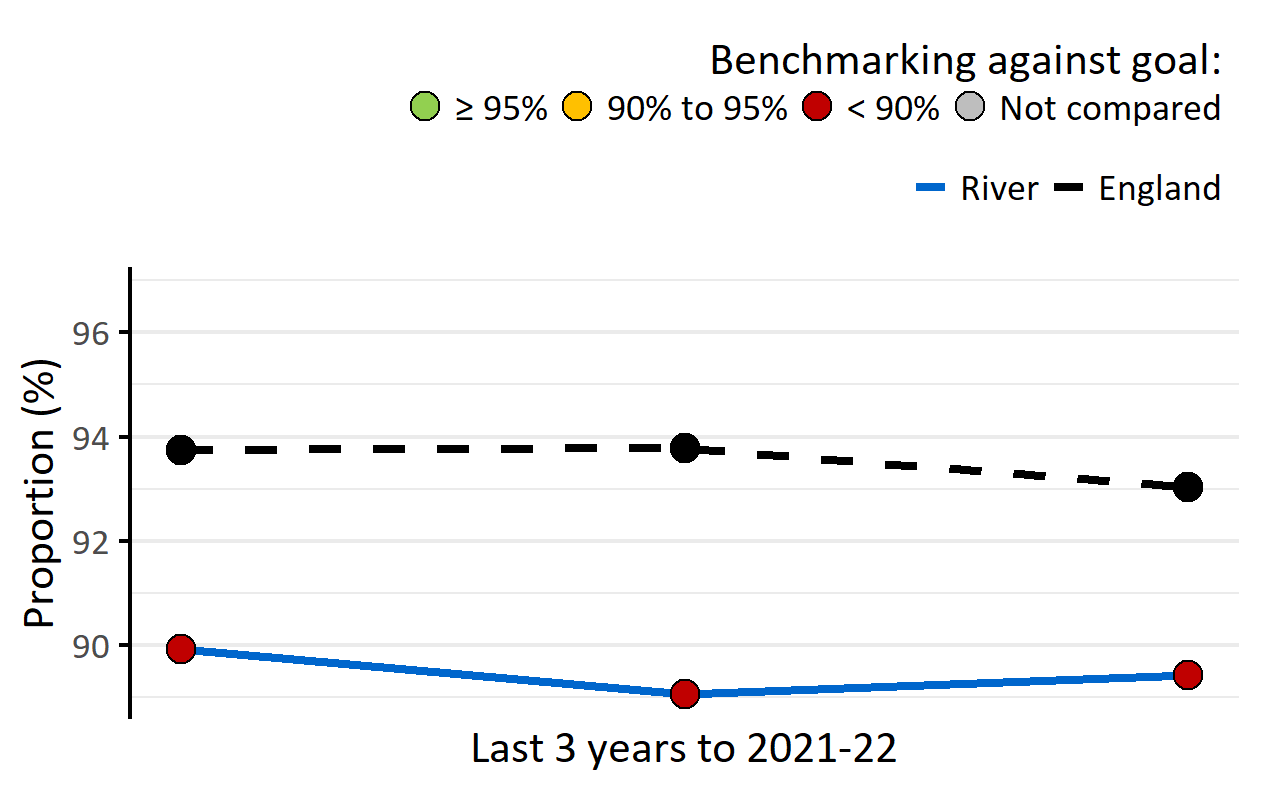 Benchmarking against goal:
≥ 95% 90% to 95% < 90% Not compared
River England
96
94
92
90
Proportion (%)
Last 3 years to 2021-22